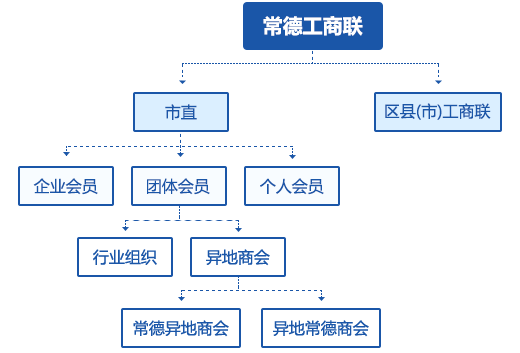 常德工商联
市直
区县(市)工商联
企业会员
团体会员
个人会员
行业组织
异地商会
常德异地商会
异地常德商会